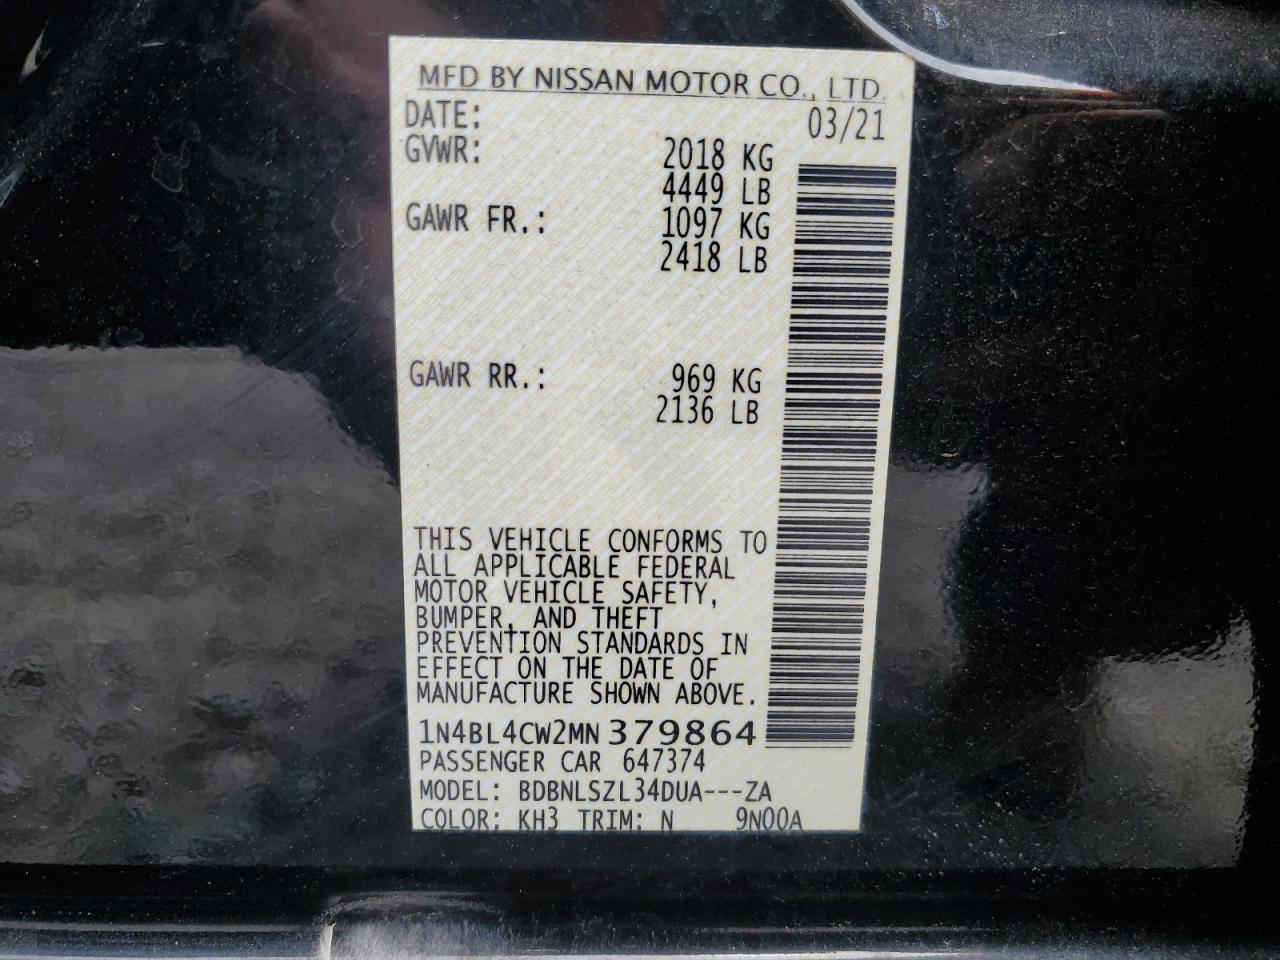 MFD BY NISSAN MOTOR CO., LTD.
DATE: 03/21
GVWR: 2018 KG
4449 LB
GAWR FR.: 1097 KG
2418 LB
GAWR RR.: 969 KG
2136 LB
THIS VEHICLE CONFORMS TO
ALL APPLICABLE FEDERAL
MOTOR VEHICLE SAFETY,
BUMPER, AND THEFT
PREVENTION STANDARDS IN
EFFECT ON THE DATE OF
MANUFACTURE SHOWN ABOVE.
1N4BL4CW2MN379864
PASSENGER CAR 647374
MODEL: BDBNLSZL34DUA---ZA
COLOR: KH3 TRIM: N 9N00A